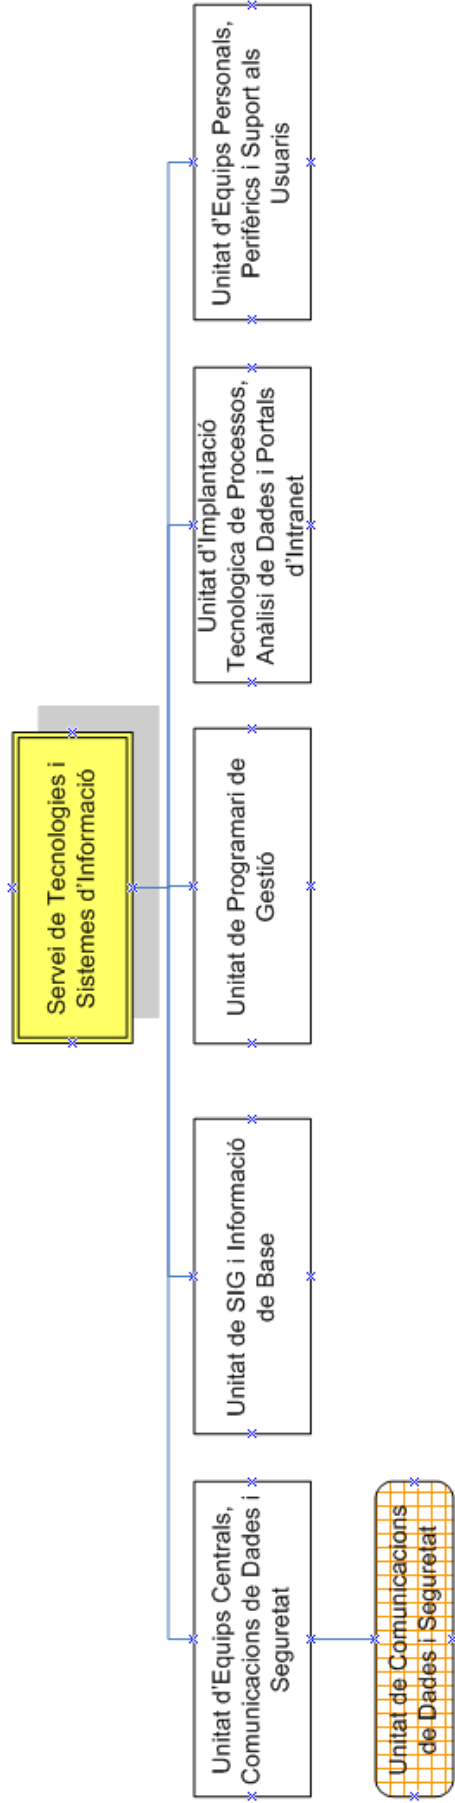 Servei de Tecnologies i
Sistemes d'Informació
Unitat d'Equips Centrals,
Comunicacions de Dades i
Seguretat
Unitat de SIG i Informació
de Base
Unitat de Programari de
Gestió
Unitat d'Implantació
Tecnologica de Processos,
Anàlisi de Dades i Portals
d'Intranet
Unitat d'Equips Personals,
Perifèrics i Suport als
Usuaris
Unitat de Comunicacions
de Dades i Seguretat